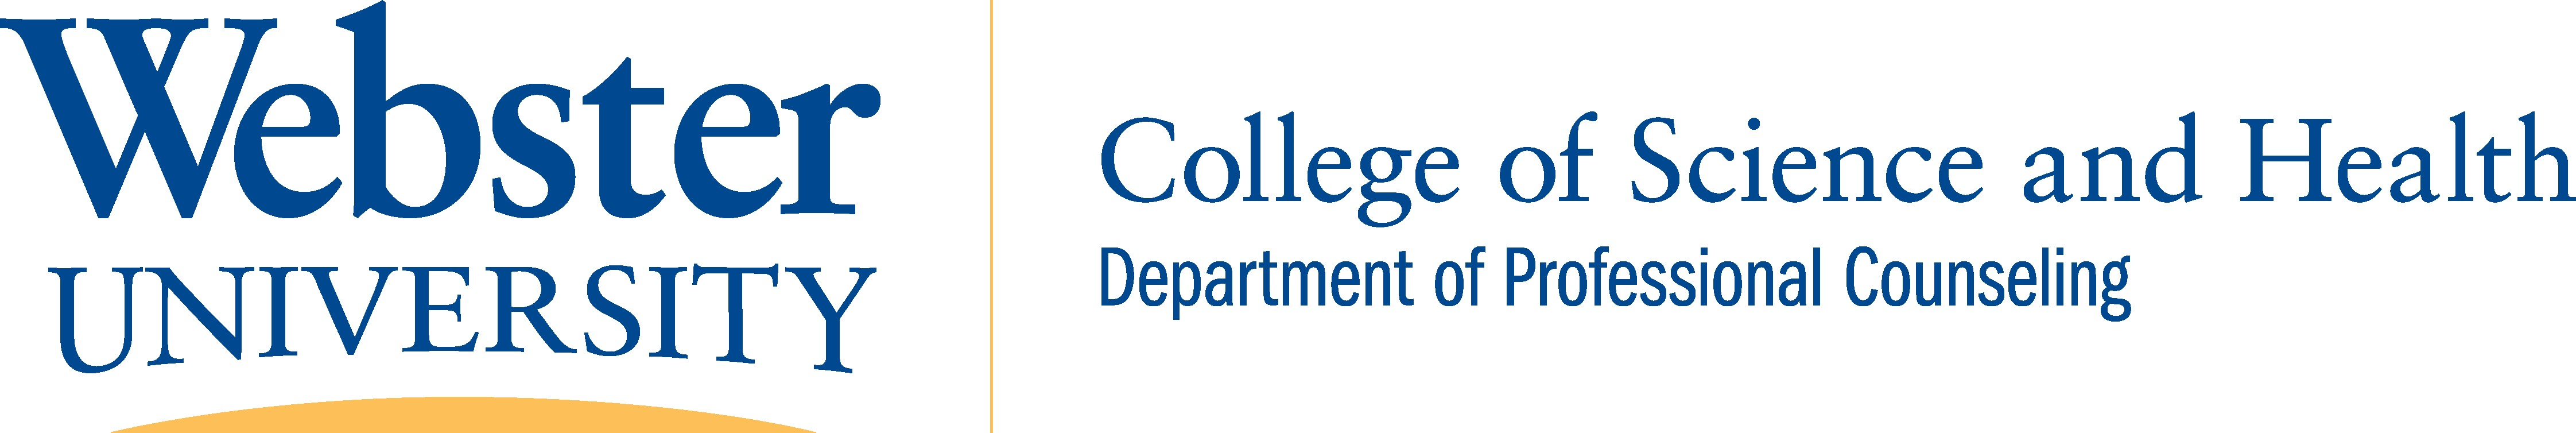 Webster
UNIVERSITY
College of Science and Health
Department of Professional Counseling